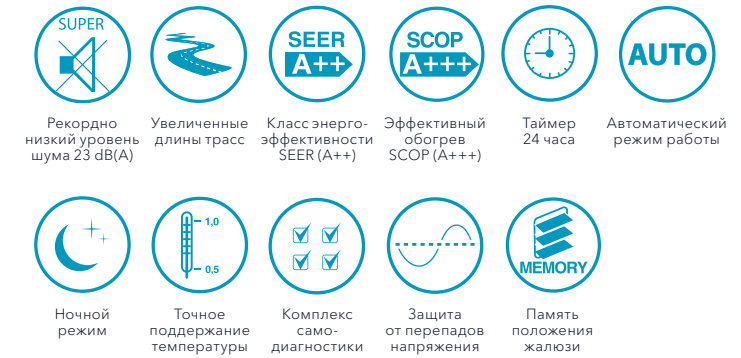 SUPER
Рекордно
низкий уровень
шума 23 dB(A)
Увеличенные
длины трасс
SEER
A++
Класс энерго-
эффективности
SEER (A++)
SCOP
A+++
Эффективный
обогрев
SCOP (A+++)
Таймер
24 часа
AUTO
Автоматический
режим работы
Ночной
режим
1,0
0,5
Точное
поддержание
температуры
Комплекс
само-
диагностики
Защита
от перепадов
напряжения
MEMORY
Память
положения
жалюзи